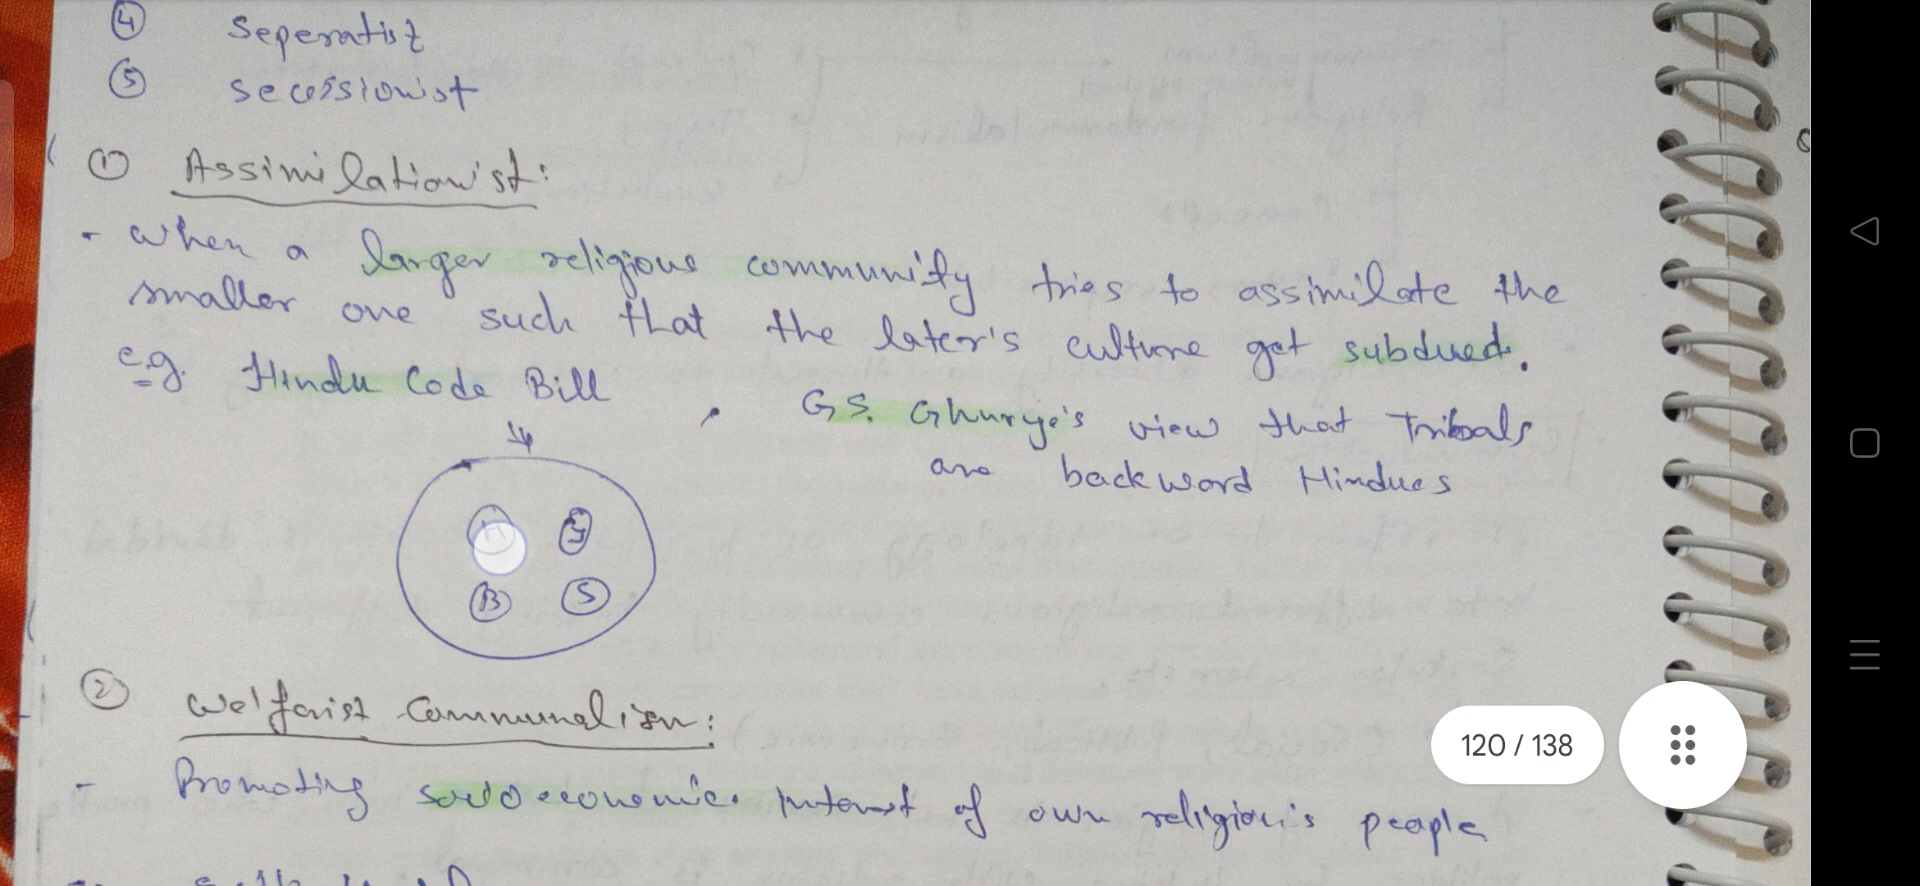 ④ Seperatist
⑤ secessionist
① Assimilationist:
- when a larger religious community tries to assimilate the
smaller one such that the later's culture get subdued.
e.g. Hindu Code Bill , G.S. Ghurye's view that Tribals
are backword Hindues
H J
B S
② Welfarist Communalism:
- Promoting socio economic interest of own religion's people
120 / 138